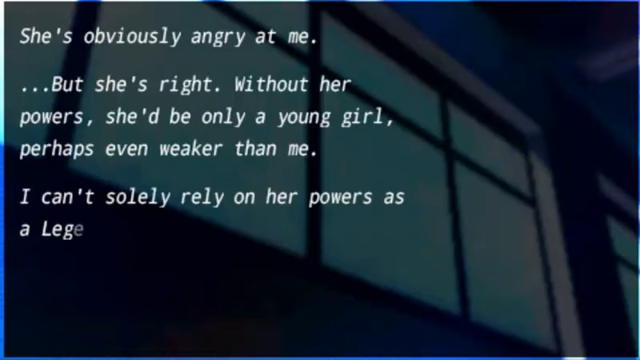 She's obviously angry at me.
...But she's right. Without her
powers, she'd be only a young girl,
perhaps even weaker than me.
I can't solely rely on her powers as
a Lege